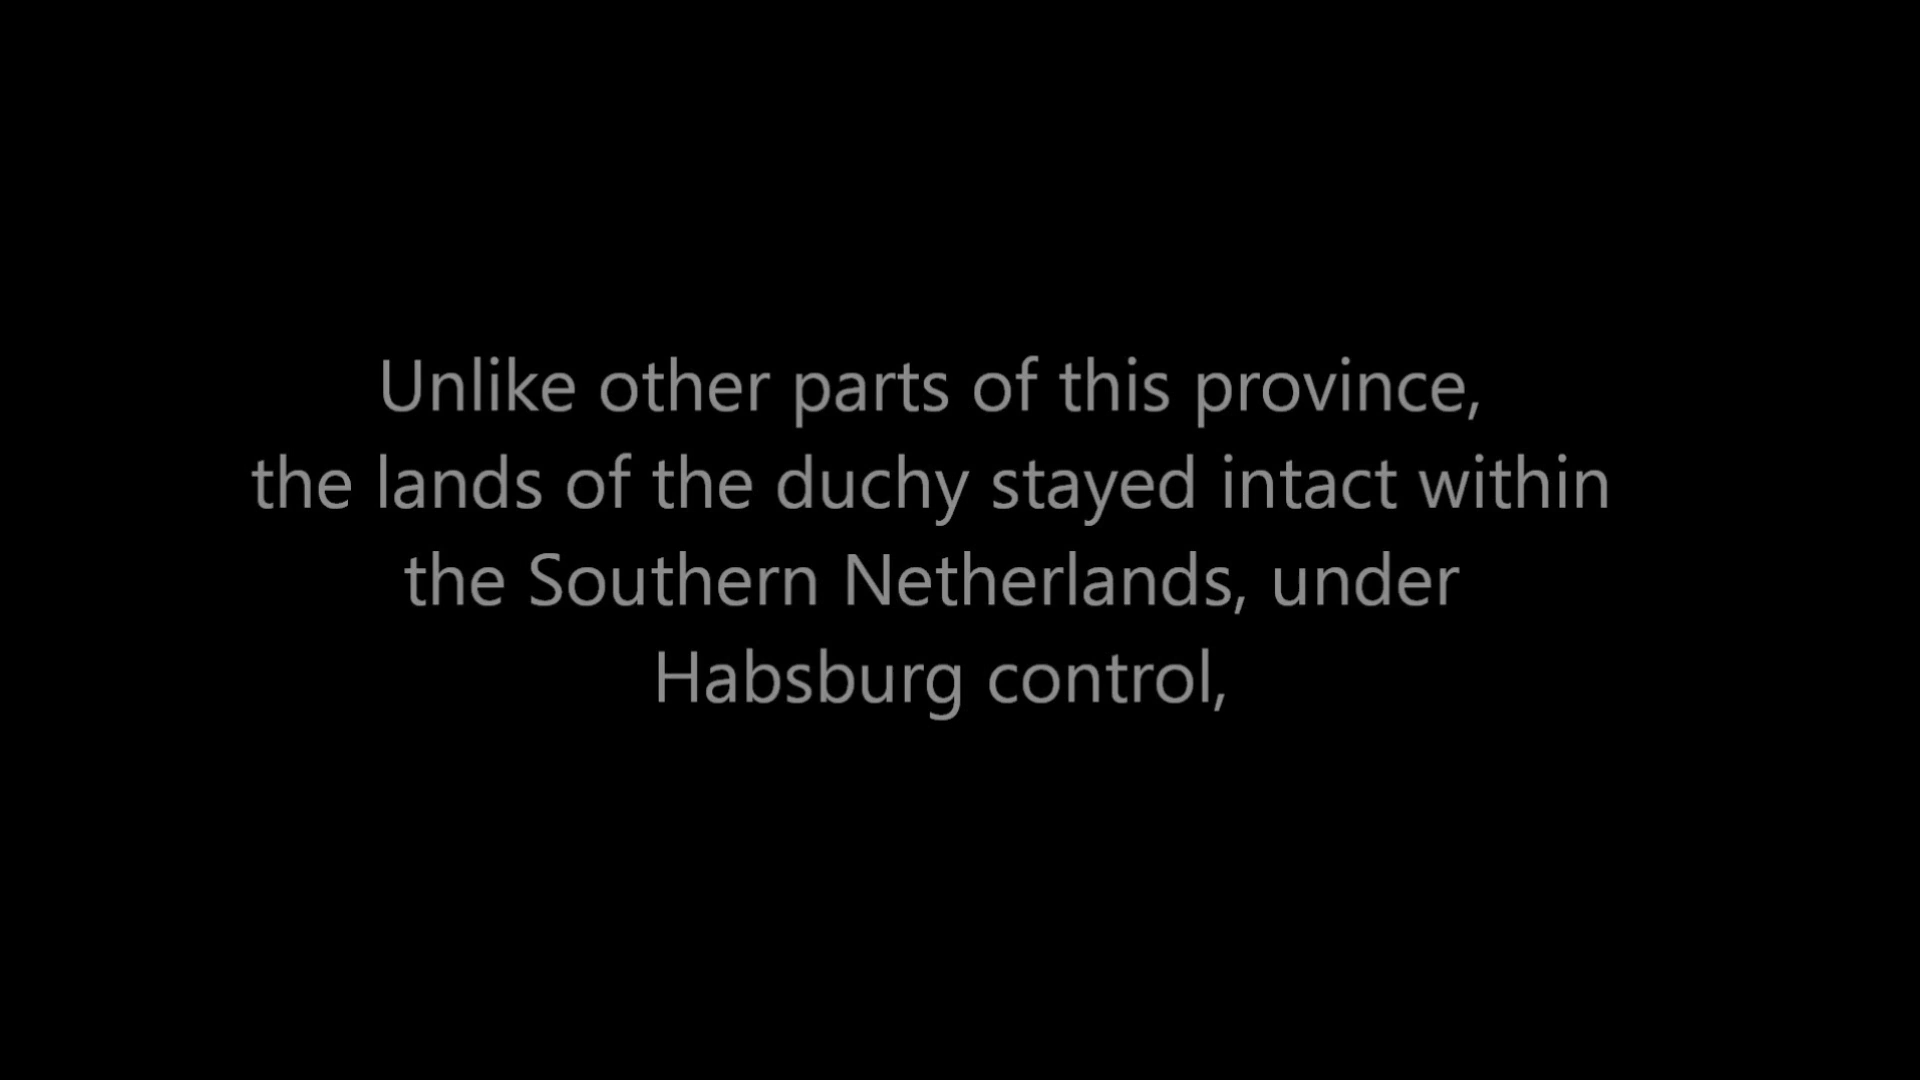 Unlike other parts of this province,
the lands of the duchy stayed intact within
the Southern Netherlands, under
Habsburg control,